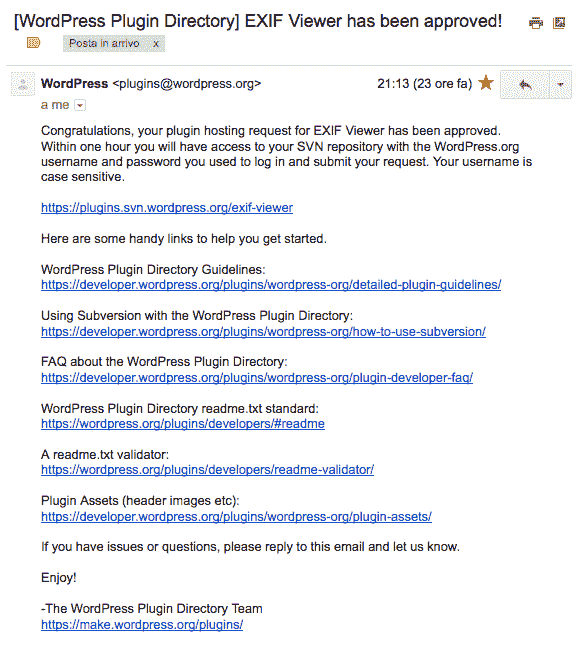 [WordPress Plugin Directory] EXIF Viewer has been approved!
Posta in arrivo x
WordPress <plugins@wordpress.org> 21:13 (23 ore fa)
a me
Congratulations, your plugin hosting request for EXIF Viewer has been approved.
Within one hour you will have access to your SVN repository with the WordPress.org
username and password you used to log in and submit your request. Your username is
case sensitive.
https://plugins.svn.wordpress.org/exif-viewer
Here are some handy links to help you get started.
WordPress Plugin Directory Guidelines:
https://developer.wordpress.org/plugins/wordpress-org/detailed-plugin-guidelines/
Using Subversion with the WordPress Plugin Directory:
https://developer.wordpress.org/plugins/wordpress-org/how-to-use-subversion/
FAQ about the WordPress Plugin Directory:
https://developer.wordpress.org/plugins/wordpress-org/plugin-developer-faq/
WordPress Plugin Directory readme.txt standard:
https://wordpress.org/plugins/developers/#readme
A readme.txt validator:
https://wordpress.org/plugins/developers/readme-validator/
Plugin Assets (header images etc):
https://developer.wordpress.org/plugins/wordpress-org/plugin-assets/
If you have issues or questions, please reply to this email and let us know.
Enjoy!
-The WordPress Plugin Directory Team
https://make.wordpress.org/plugins/